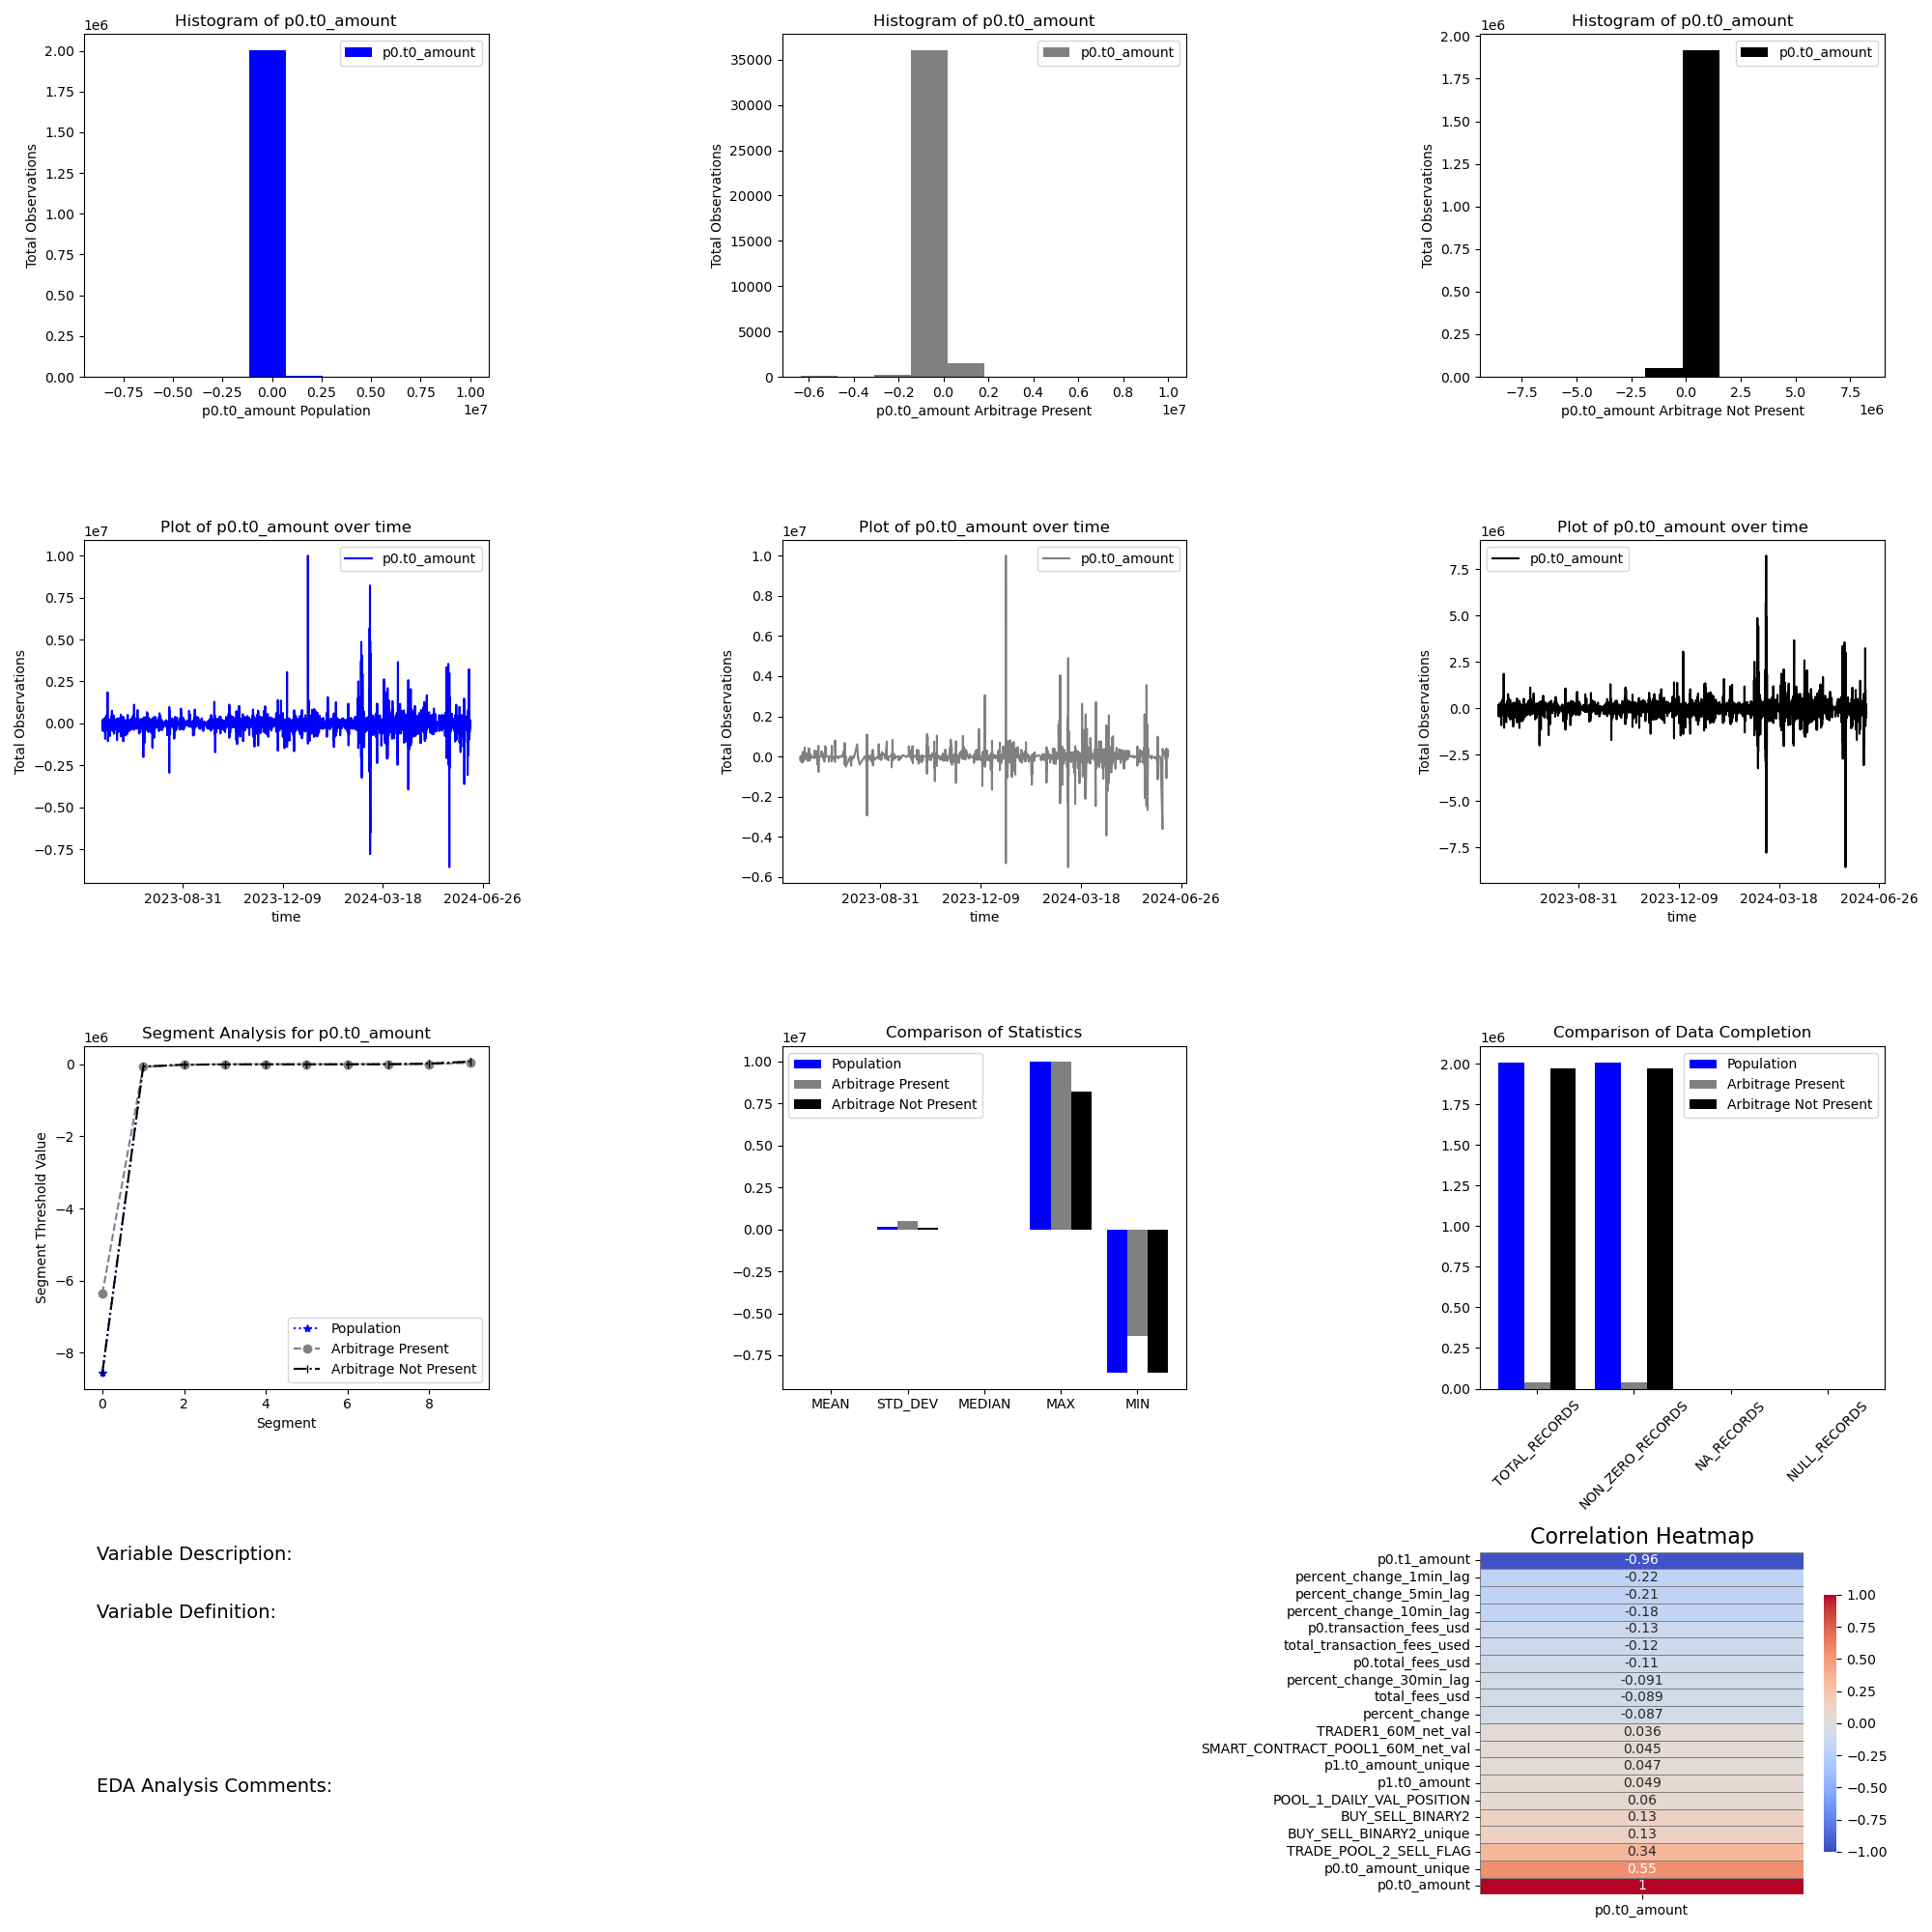 Histogram of p0.t0_amount
1e6
p0.t0_amount
Total Observations
2.00
1.75
1.50
1.25
1.00
0.75
0.50
0.25
0.00
−0.75 −0.50 −0.25 0.00 0.25 0.50 0.75 1.00
p0.t0_amount Population
1e7
Histogram of p0.t0_amount
p0.t0_amount
Total Observations
35000
30000
25000
20000
15000
10000
5000
0
−0.6 −0.4 −0.2 0.0 0.2 0.4 0.6 0.8 1.0
p0.t0_amount Arbitrage Present
1e7
Histogram of p0.t0_amount
1e6
p0.t0_amount
Total Observations
2.00
1.75
1.50
1.25
1.00
0.75
0.50
0.25
0.00
−7.5 −5.0 −2.5 0.0 2.5 5.0 7.5
p0.t0_amount Arbitrage Not Present
1e6
Plot of p0.t0_amount over time
1e7
p0.t0_amount
Total Observations
1.00
0.75
0.50
0.25
0.00
−0.25
−0.50
−0.75
2023-08-31 2023-12-09 2024-03-18 2024-06-26
time
Plot of p0.t0_amount over time
1e7
p0.t0_amount
Total Observations
1.0
0.8
0.6
0.4
0.2
0.0
−0.2
−0.4
−0.6
2023-08-31 2023-12-09 2024-03-18 2024-06-26
time
Plot of p0.t0_amount over time
1e6
p0.t0_amount
Total Observations
7.5
5.0
2.5
0.0
−2.5
−5.0
−7.5
2023-08-31 2023-12-09 2024-03-18 2024-06-26
time
Segment Analysis for p0.t0_amount
1e6
Segment Threshold Value
0
−2
−4
−6
−8
Population
Arbitrage Present
Arbitrage Not Present
0 2 4 6 8
Segment
Comparison of Statistics
1e7
Population
Arbitrage Present
Arbitrage Not Present
1.00
0.75
0.50
0.25
0.00
−0.25
−0.50
−0.75
MEAN STD_DEV MEDIAN MAX MIN
Comparison of Data Completion
1e6
Population
Arbitrage Present
Arbitrage Not Present
2.00
1.75
1.50
1.25
1.00
0.75
0.50
0.25
0.00
TOTAL_RECORDS
NON_ZERO_RECORDS
NA_RECORDS
NULL_RECORDS
Variable Description:
Variable Definition:
EDA Analysis Comments:
Correlation Heatmap
p0.t1_amount -0.96
percent_change_1min_lag -0.22
percent_change_5min_lag -0.21
percent_change_10min_lag -0.18
p0.transaction_fees_usd -0.13
total_transaction_fees_used -0.12
p0.total_fees_usd -0.11
percent_change_30min_lag -0.091
total_fees_usd -0.089
percent_change -0.087
TRADER1_60M_net_val 0.036
SMART_CONTRACT_POOL1_60M_net_val 0.045
p1.t0_amount_unique 0.047
p1.t0_amount 0.049
POOL_1_DAILY_VAL_POSITION 0.06
BUY_SELL_BINARY2 0.13
BUY_SELL_BINARY2_unique 0.13
TRADE_POOL_2_SELL_FLAG 0.34
p0.t0_amount_unique 0.55
p0.t0_amount 1
p0.t0_amount
1.00
0.75
0.50
0.25
0.00
−0.25
−0.50
−0.75
−1.00